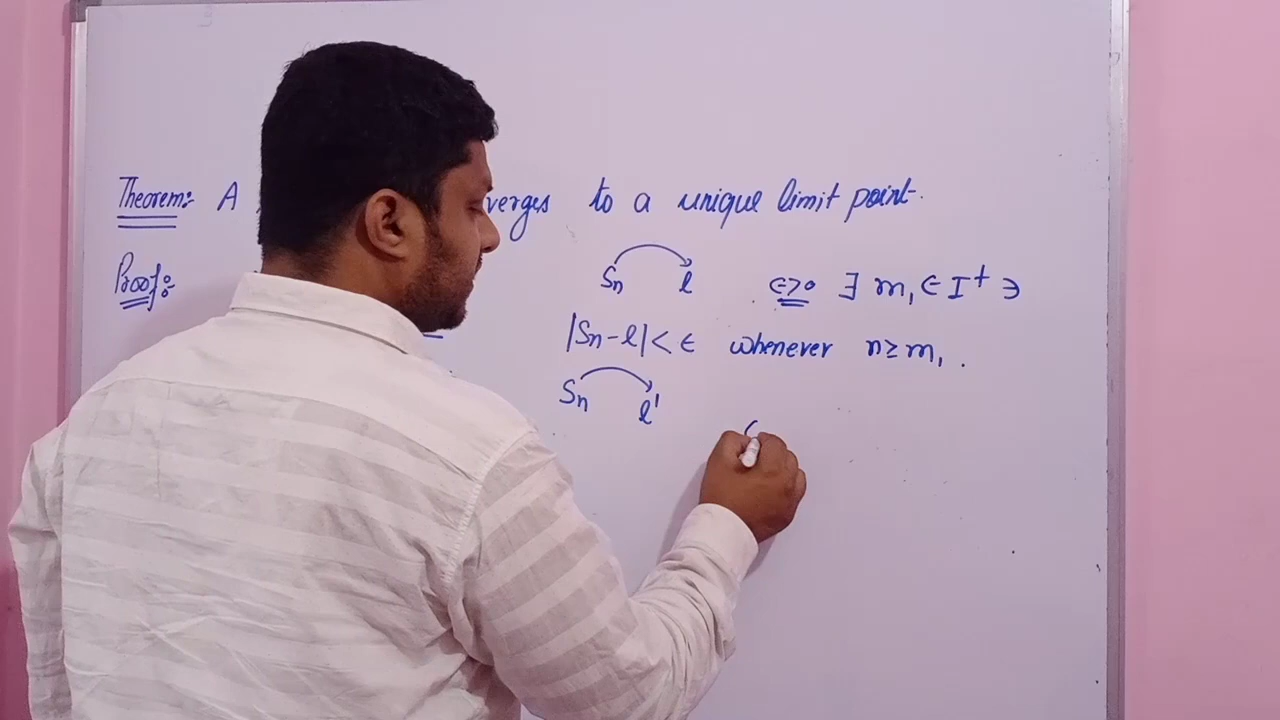 Theorem:- A verges to a unique limit point.
Proof:-
Sn l ϵ>0 ∃ m₁ ∈ I⁺ ∋
|Sn-l|< ϵ whenever n≥m₁.
Sn l'